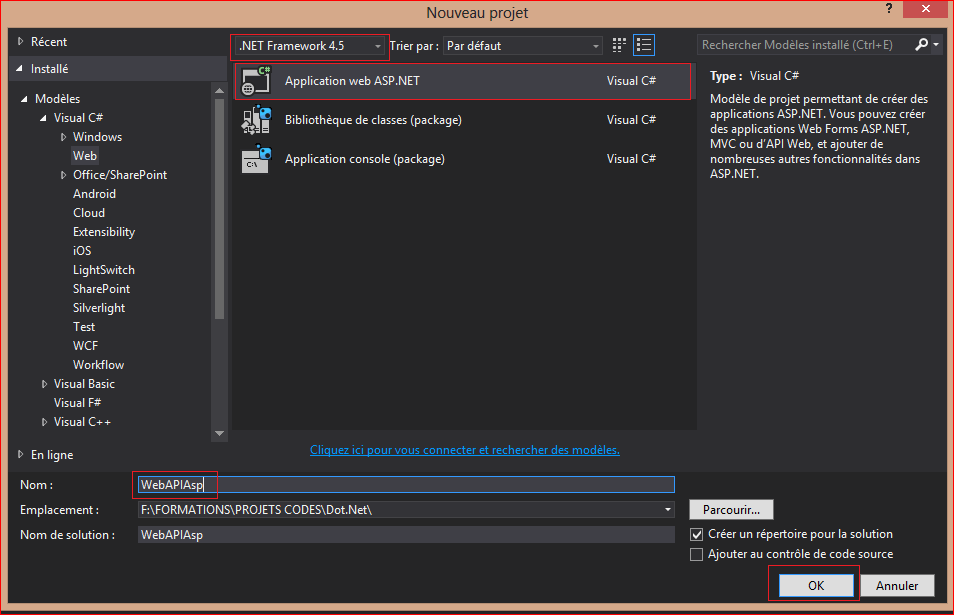 Nouveau projet
?
Récent
.NET Framework 4.5
Trier par :
Par défaut
Rechercher Modèles installé (Ctrl+E)
Installé
Modèles
Visual C#
Windows
Web
Office/SharePoint
Android
Cloud
Extensibility
iOS
LightSwitch
SharePoint
Silverlight
Test
WCF
Workflow
Visual Basic
Visual F#
Visual C++
En ligne
C#
Application web ASP.NET
Visual C#
Bibliothèque de classes (package)
Visual C#
C:\
Application console (package)
Visual C#
Type : Visual C#
Modèle de projet permettant de créer des
applications ASP.NET. Vous pouvez créer
des applications Web Forms ASP.NET,
MVC ou d'API Web, et ajouter de
nombreuses autres fonctionnalités dans
ASP.NET.
Cliquez ici pour vous connecter et rechercher des modèles.
Nom :
WebAPIAsp
Emplacement :
F:\FORMATIONS\PROJETS CODES\Dot.Net\
Parcourir...
Nom de solution :
WebAPIAsp
Créer un répertoire pour la solution
Ajouter au contrôle de code source
OK
Annuler